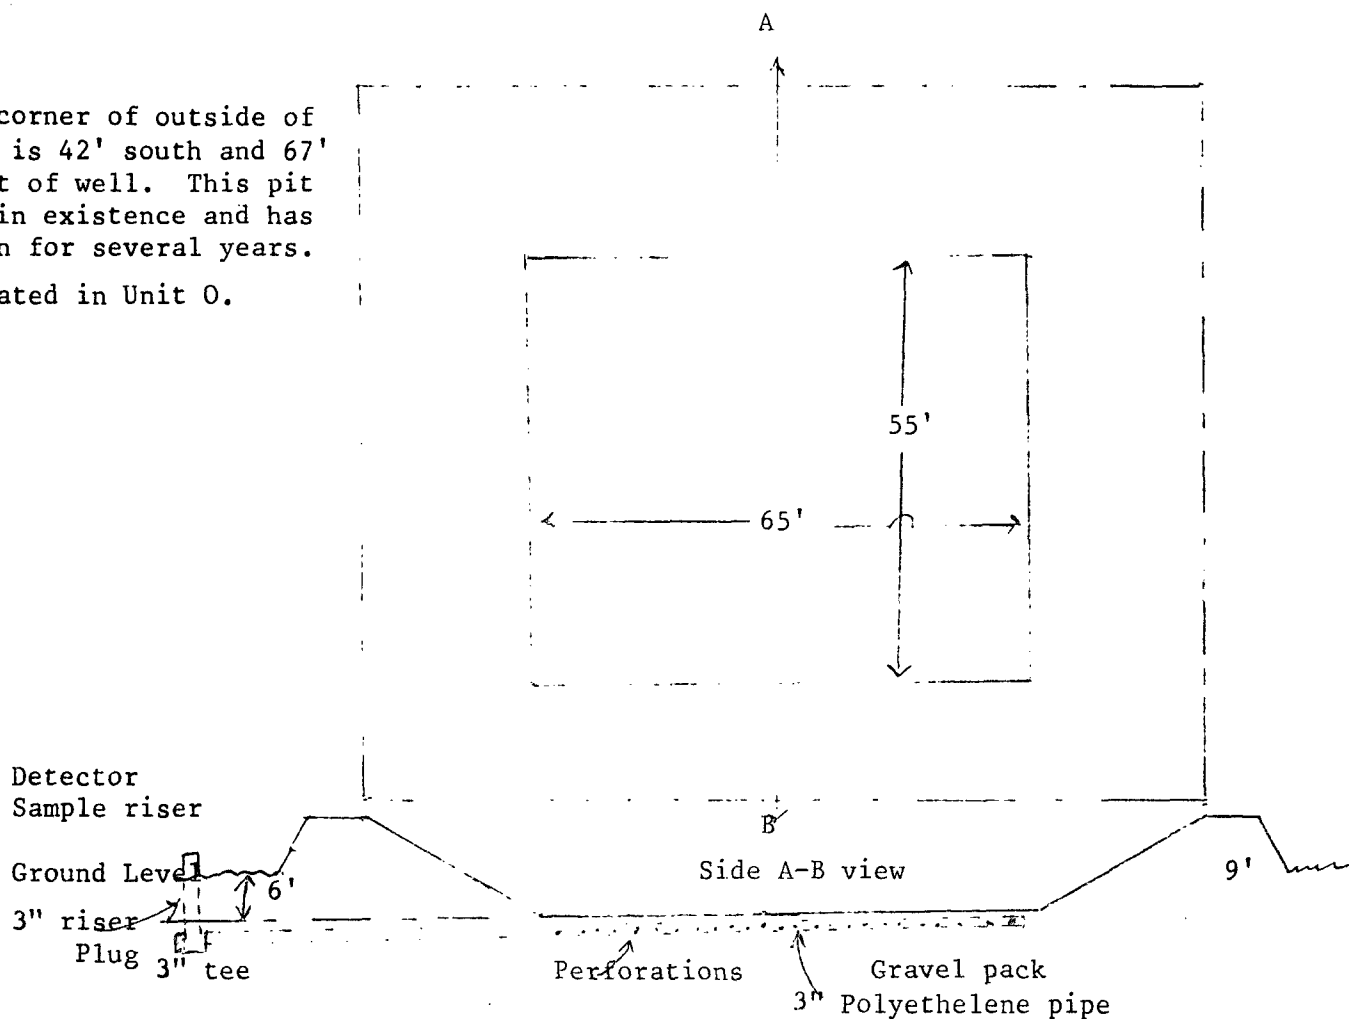 A
corner of outside of
is 42' south and 67'
t of well. This pit
in existence and has
n for several years.
ated in Unit O.
55'
65'
Detector
Sample riser
B
Ground Level
6'
Side A-B view
9'
3" riser
Plug
3" tee
Perforations
Gravel pack
3" Polyethelene pipe